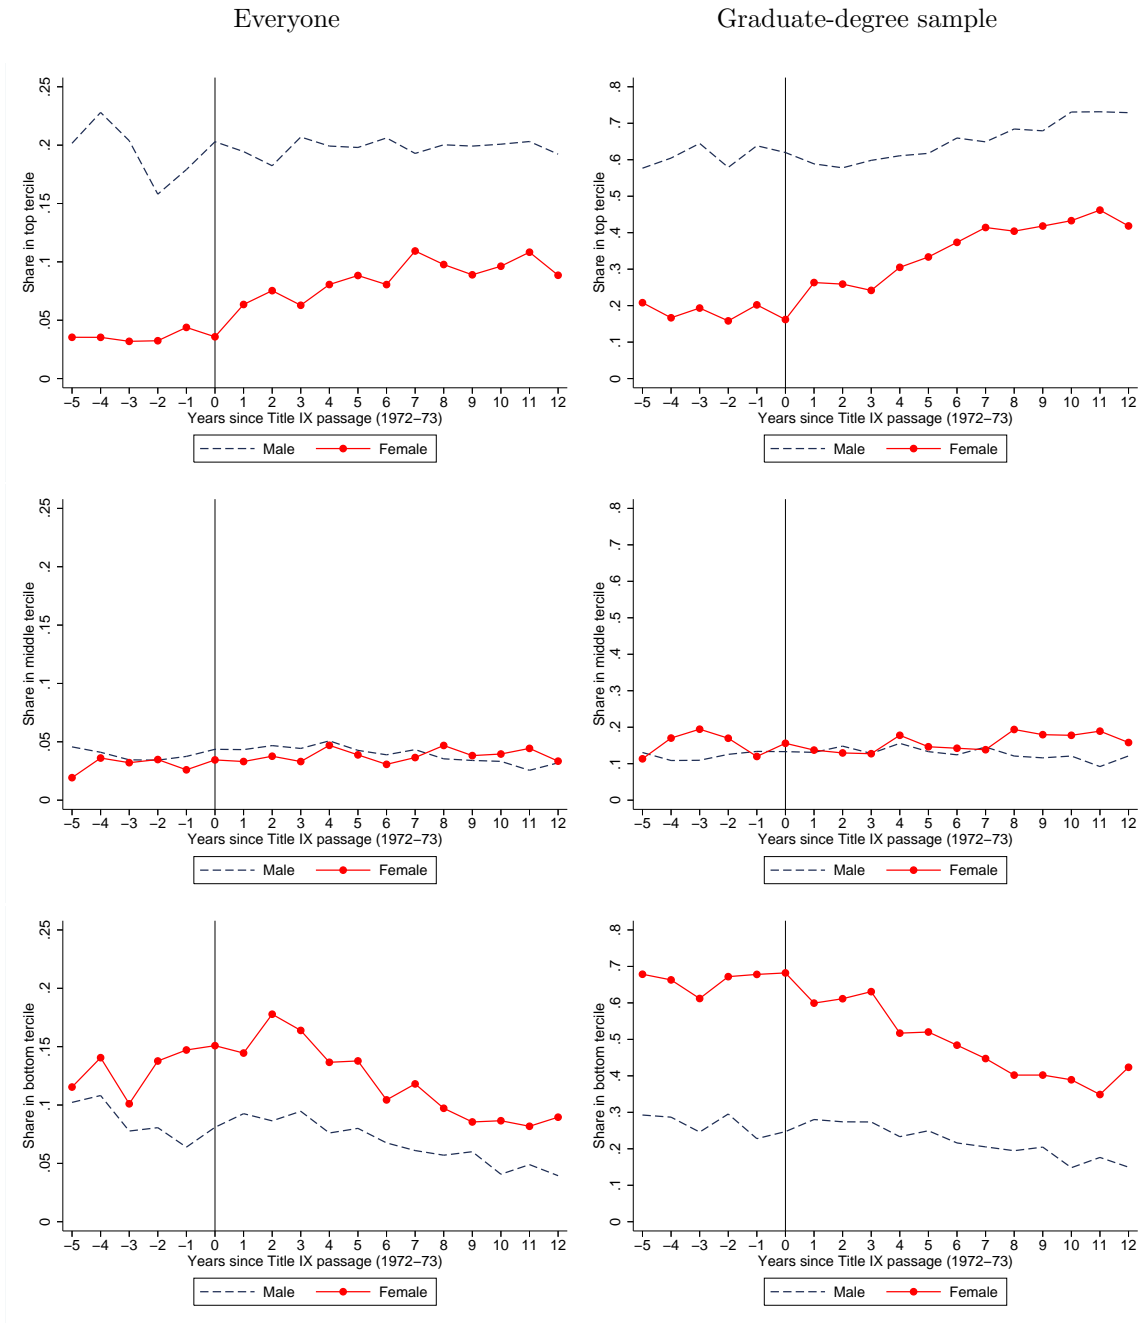 Everyone
Graduate-degree sample
Share in top tercile
0 .05 .1 .15 .2 .25
−5 −4 −3 −2 −1 0 1 2 3 4 5 6 7 8 9 10 11 12
Years since Title IX passage (1972−73)
Male Female
Share in top tercile
0 .1 .2 .3 .4 .5 .6 .7 .8
−5 −4 −3 −2 −1 0 1 2 3 4 5 6 7 8 9 10 11 12
Years since Title IX passage (1972−73)
Male Female
Share in middle tercile
0 .05 .1 .15 .2 .25
−5 −4 −3 −2 −1 0 1 2 3 4 5 6 7 8 9 10 11 12
Years since Title IX passage (1972−73)
Male Female
Share in middle tercile
0 .1 .2 .3 .4 .5 .6 .7 .8
−5 −4 −3 −2 −1 0 1 2 3 4 5 6 7 8 9 10 11 12
Years since Title IX passage (1972−73)
Male Female
Share in bottom tercile
0 .05 .1 .15 .2 .25
−5 −4 −3 −2 −1 0 1 2 3 4 5 6 7 8 9 10 11 12
Years since Title IX passage (1972−73)
Male Female
Share in bottom tercile
0 .1 .2 .3 .4 .5 .6 .7 .8
−5 −4 −3 −2 −1 0 1 2 3 4 5 6 7 8 9 10 11 12
Years since Title IX passage (1972−73)
Male Female